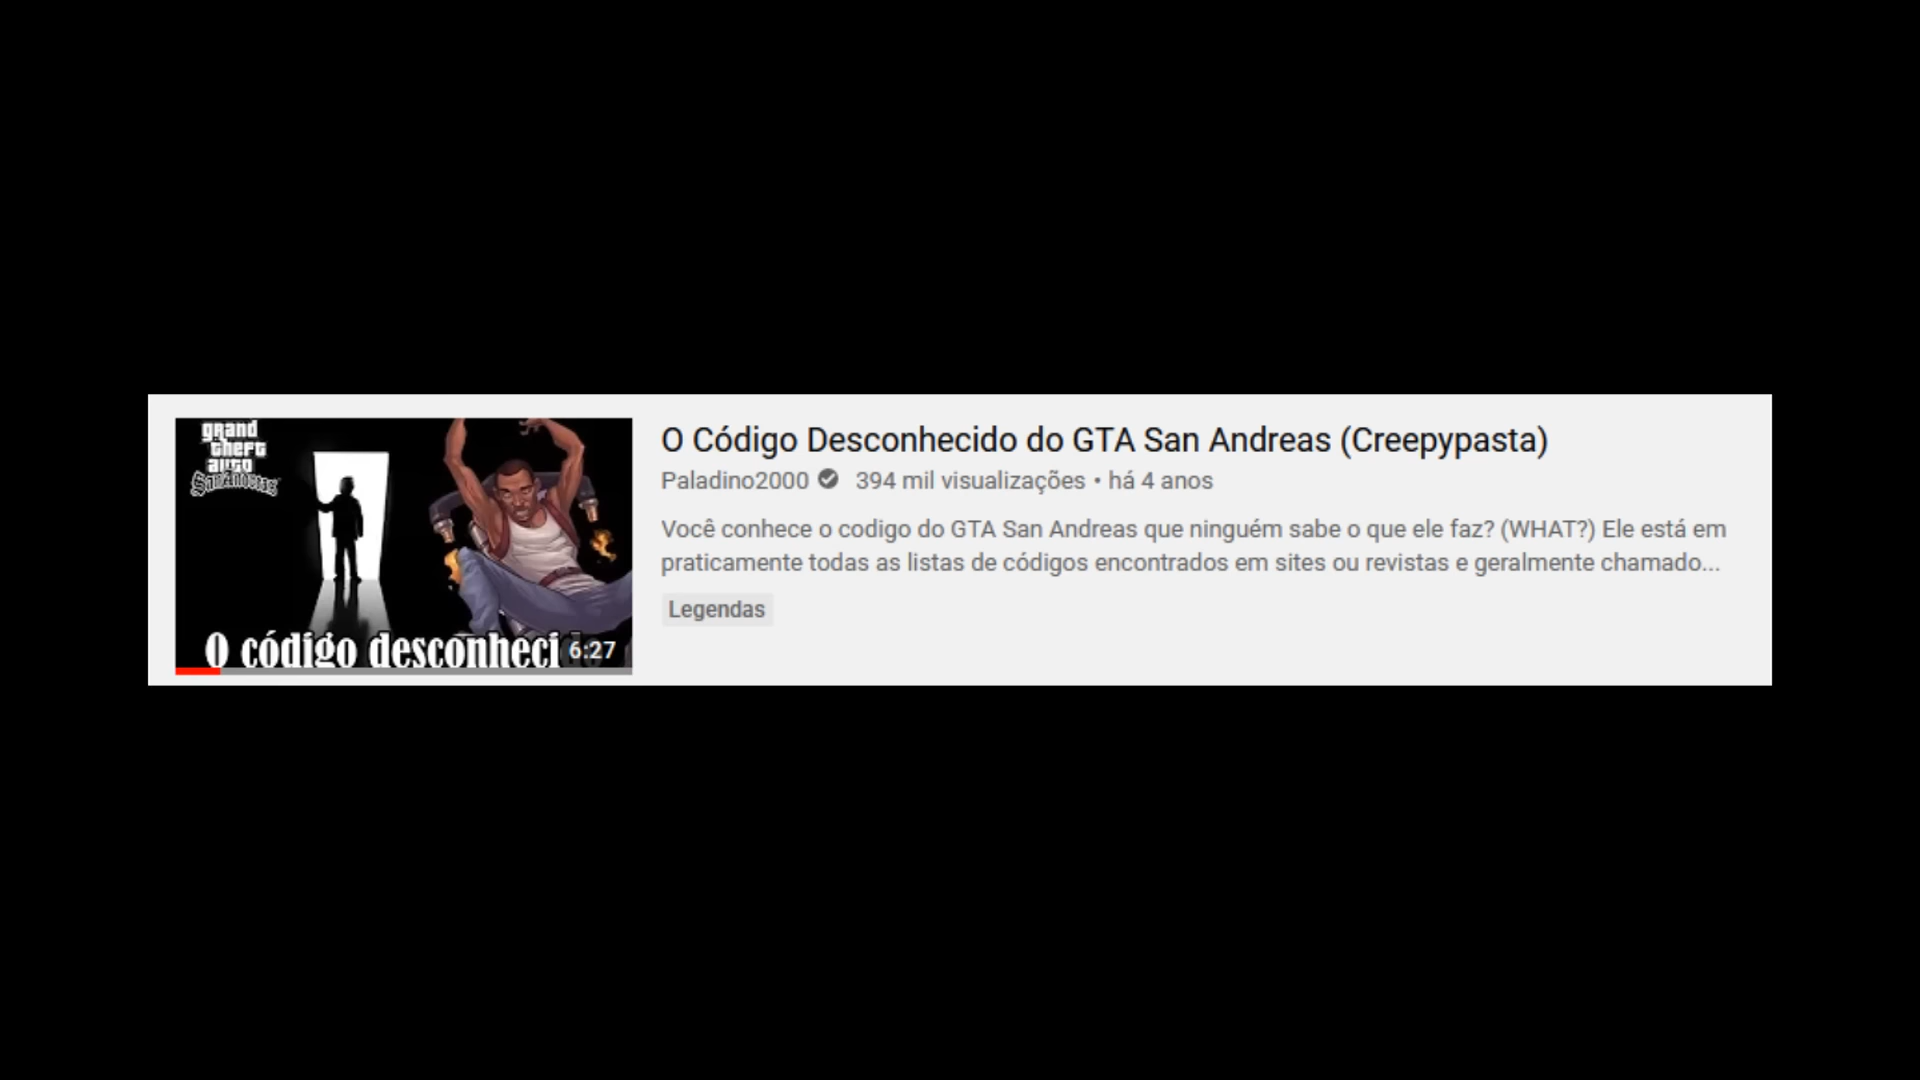 grand
theft
auto
San Andreas
O código desconheci
6:27
O Código Desconhecido do GTA San Andreas (Creepypasta)
Paladino2000 394 mil visualizações • há 4 anos
Você conhece o codigo do GTA San Andreas que ninguém sabe o que ele faz? (WHAT?) Ele está em
praticamente todas as listas de códigos encontrados em sites ou revistas e geralmente chamado...
Legendas